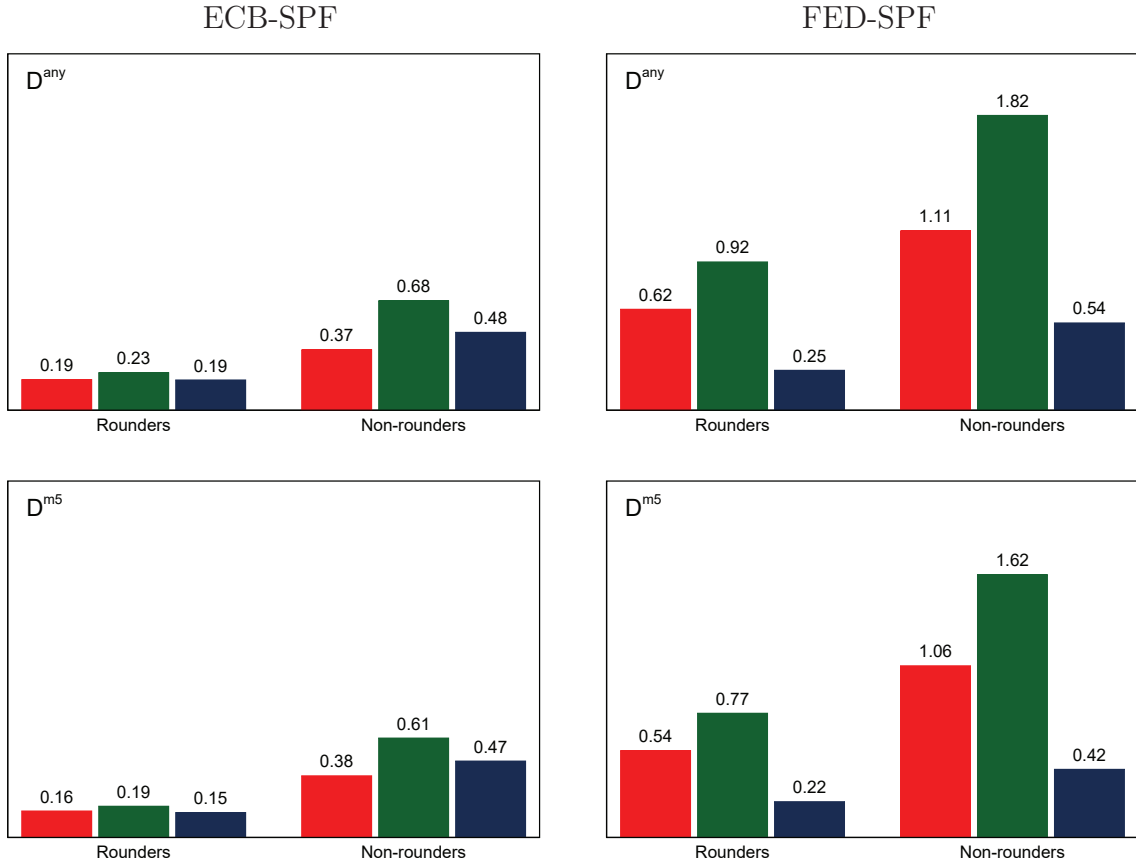 ECB-SPF
FED-SPF
D^any
0.19 0.23 0.19 0.37 0.68 0.48
Rounders Non-rounders
D^any
0.62 0.92 0.25 1.11 1.82 0.54
Rounders Non-rounders
D^m5
0.16 0.19 0.15 0.38 0.61 0.47
Rounders Non-rounders
D^m5
0.54 0.77 0.22 1.06 1.62 0.42
Rounders Non-rounders